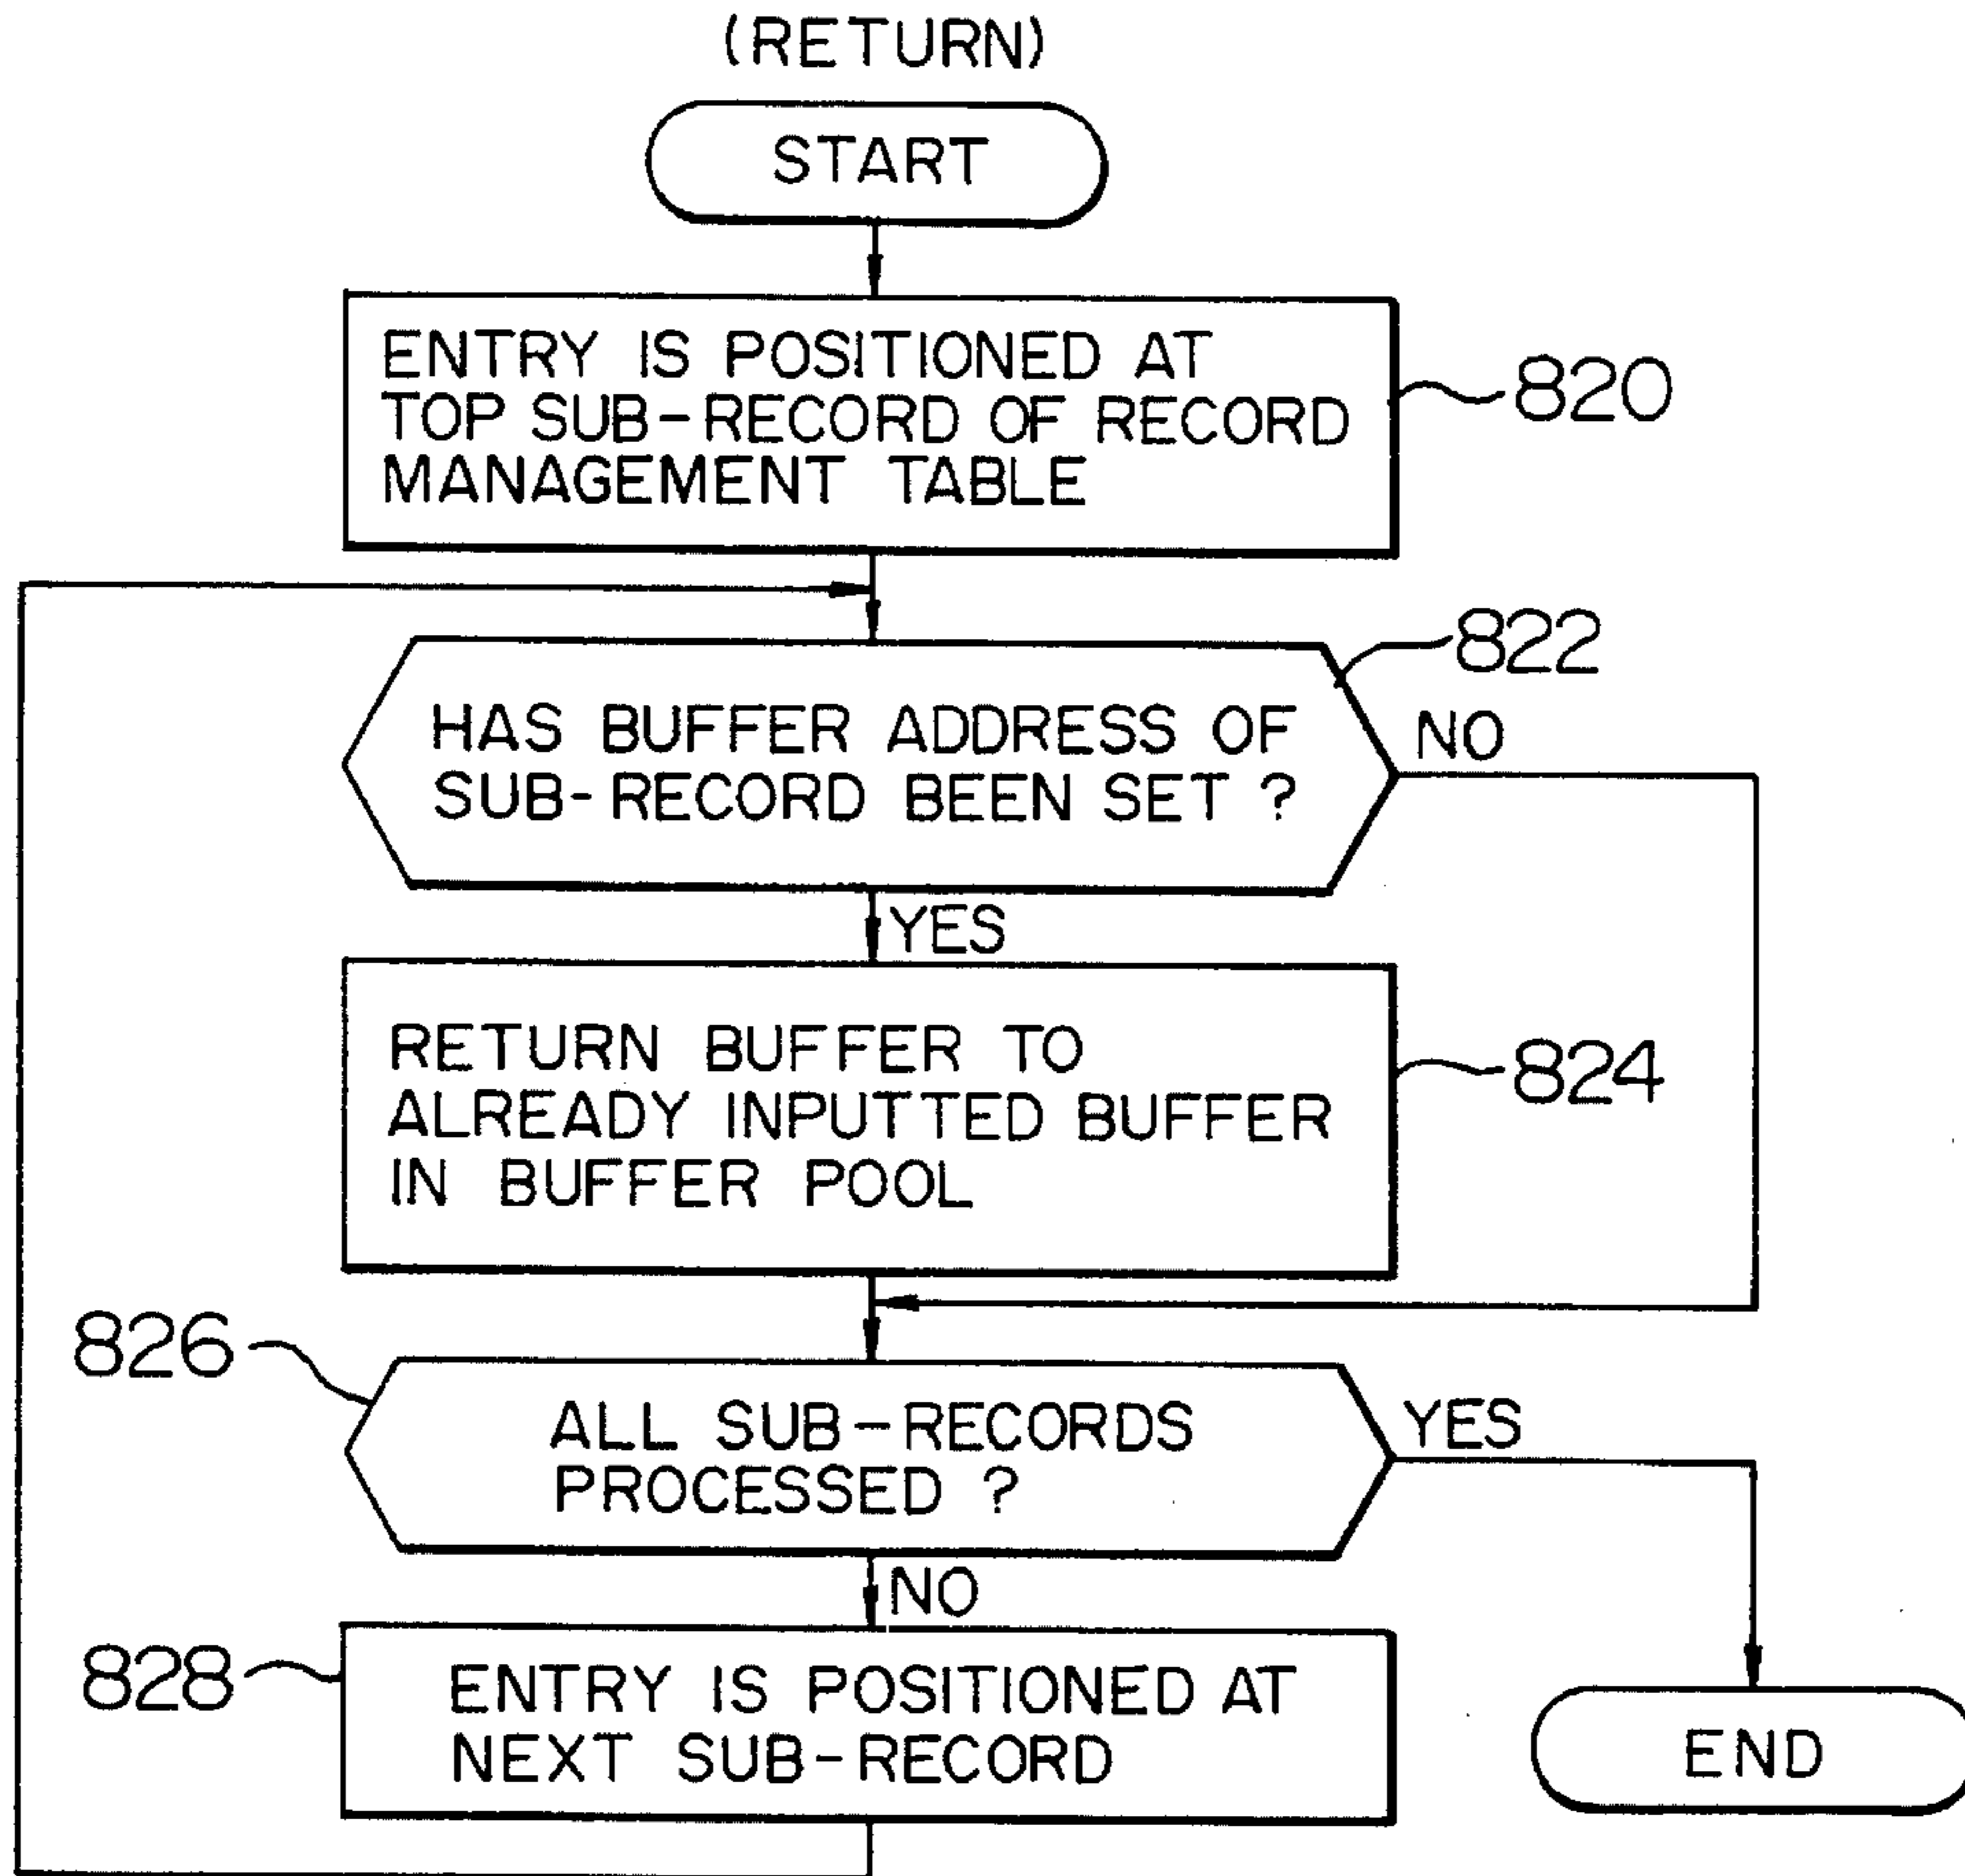 (RETURN)
START
ENTRY IS POSITIONED AT
TOP SUB-RECORD OF RECORD
MANAGEMENT TABLE
820
822
HAS BUFFER ADDRESS OF
SUB-RECORD BEEN SET ?
NO
YES
RETURN BUFFER TO
ALREADY INPUTTED BUFFER
IN BUFFER POOL
824
826
ALL SUB-RECORDS
PROCESSED ?
YES
NO
828
ENTRY IS POSITIONED AT
NEXT SUB-RECORD
END